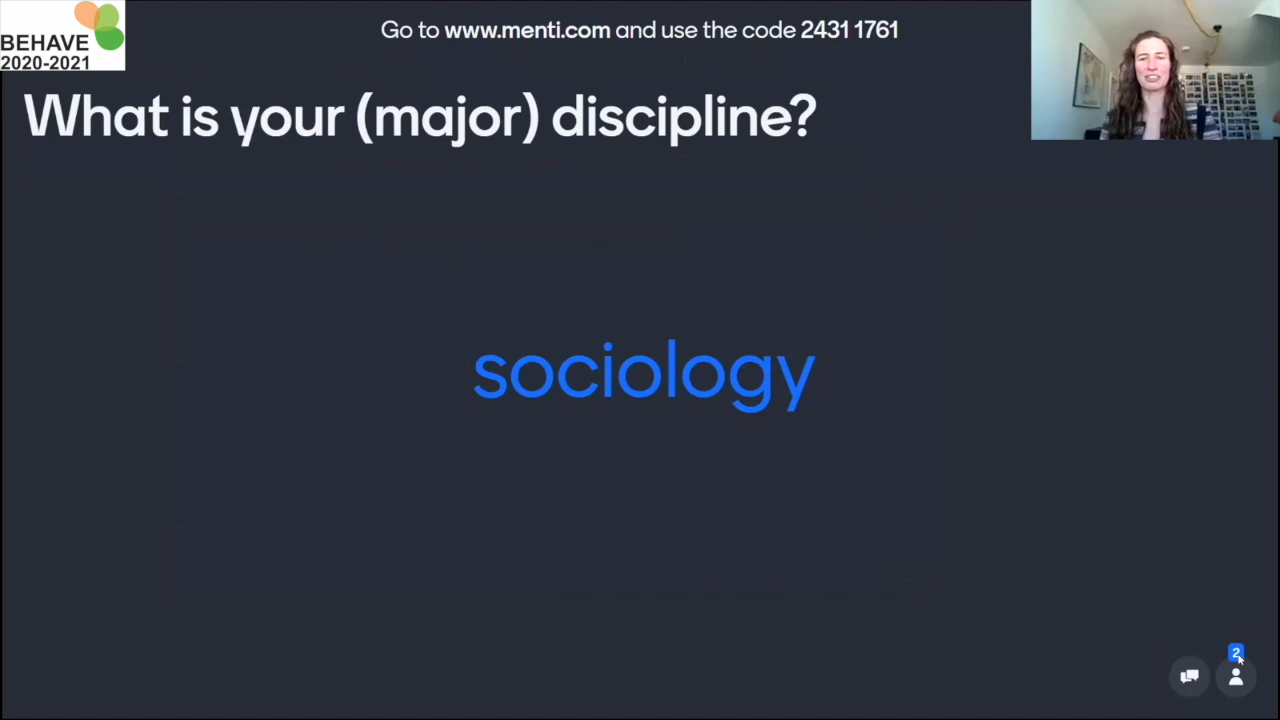 BEHAVE
2020-2021
Go to www.menti.com and use the code 2431 1761
What is your (major) discipline?
sociology
2